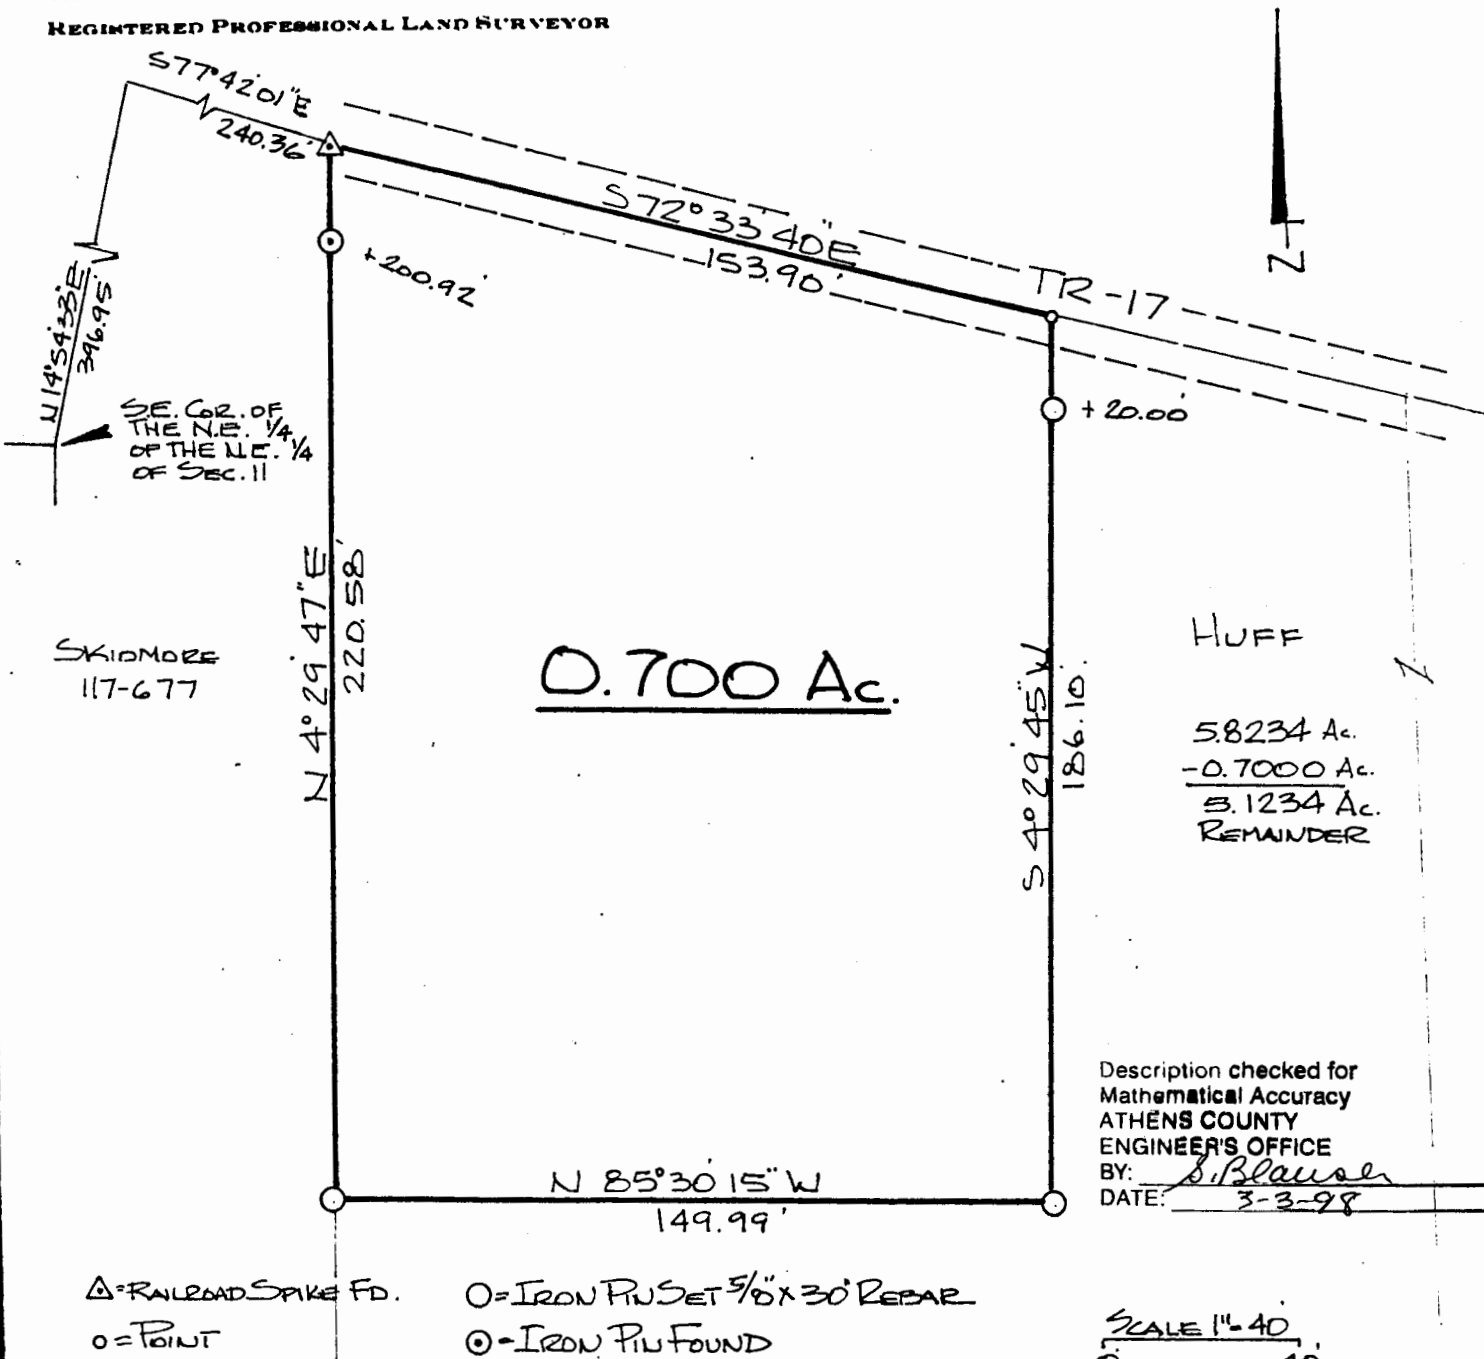 REGISTERED PROFESSIONAL LAND SURVEYOR
S77°42'01"E
240.36'
S72°33'40"E
153.90'
TR-17
N
+200.92'
+20.00'
N14°54'33"E
396.95'
S.E. COR. OF
THE N.E. 1/4
OF THE N.E. 1/4
OF SEC. 11
N 4°29'47"E
220.58'
SKIDMORE
117-677
0.700 Ac.
S 4°29'45"W
186.10'
HUFF
5.8234 Ac.
-0.7000 Ac.
5.1234 Ac.
REMAINDER
Z
Description checked for
Mathematical Accuracy
ATHENS COUNTY
ENGINEER'S OFFICE
BY: S. Blauser
DATE: 3-3-98
N 85°30'15"W
149.99'
=RAILROAD SPIKE FD.
O=IRON PIN SET 5/8"X30" REBAR
o=POINT
⊙-IRON PIN FOUND
SCALE 1"=40'